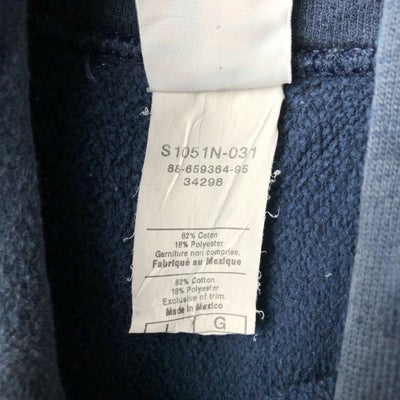 S1051N-031
88-659364-95
34298
82% Coton
18% Polyester
Garniture non comprise.
Fabriqué au Mexique
82% Cotton
18% Polyester
Exclusive of trim.
Made in Mexico
L G